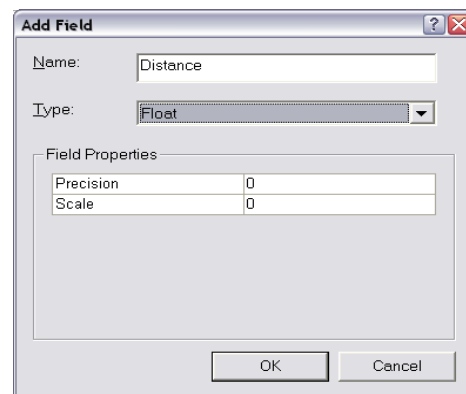 Add Field
?
Name: Distance
Type: Float
Field Properties
Precision 0
Scale 0
OK Cancel